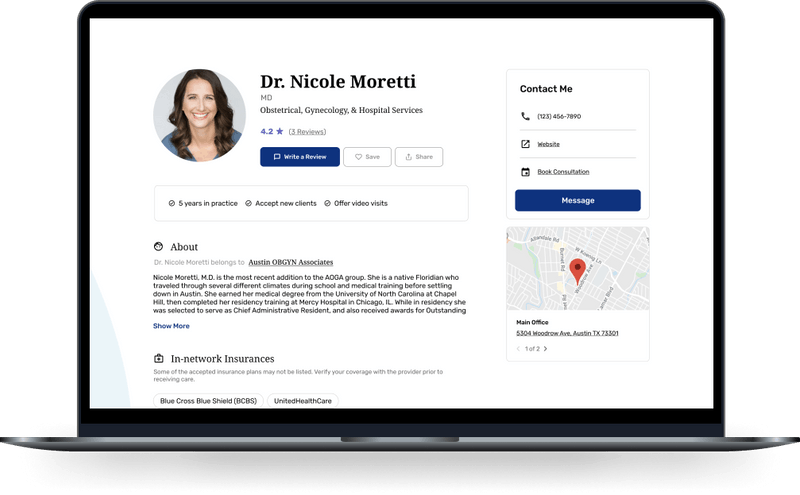 Dr. Nicole Moretti
MD
Obstetrical, Gynecology, & Hospital Services
4.2 (3 Reviews)
Write a Review
Save
Share
5 years in practice
Accept new clients
Offer video visits
About
Dr. Nicole Moretti belongs to Austin OBGYN Associates
Nicole Moretti, M.D. is the most recent addition to the AOGA group. She is a native Floridian who
traveled through several different climates during school and medical training before settling
down in Austin. She earned her medical degree from the University of North Carolina at Chapel
Hill, then completed her residency training at Mercy Hospital in Chicago, IL. While in residency she
was selected to serve as Chief Administrative Resident, and also received awards for Outstanding
Show More
In-network Insurances
Some of the accepted insurance plans may not be listed. Verify your coverage with the provider prior to
receiving care.
Blue Cross Blue Shield (BCBS)
UnitedHealthCare
Contact Me
(123) 456-7890
Website
Book Consultation
Message
Allandale Rd
Burnet Rd
W Koenig Ln
Woodrow Ave
Main Office
5304 Woodrow Ave, Austin TX 73301
1 of 2